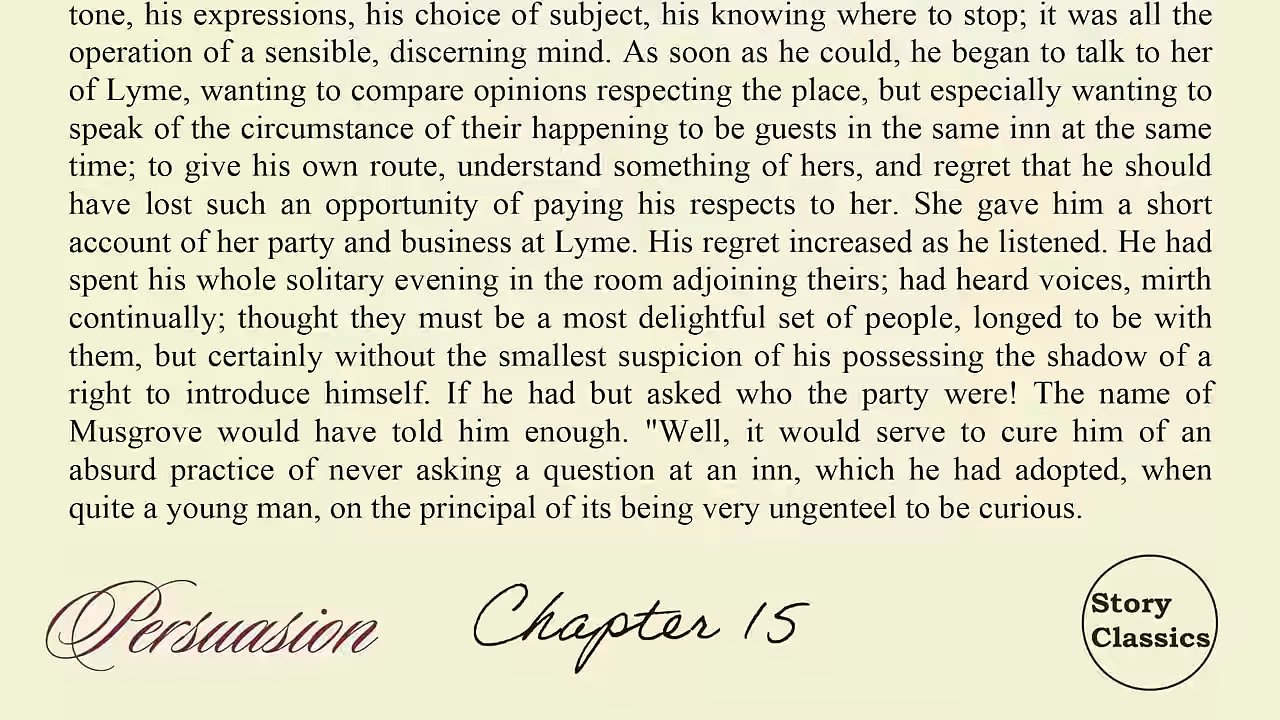 tone, his expressions, his choice of subject, his knowing where to stop; it was all the
operation of a sensible, discerning mind. As soon as he could, he began to talk to her
of Lyme, wanting to compare opinions respecting the place, but especially wanting to
speak of the circumstance of their happening to be guests in the same inn at the same
time; to give his own route, understand something of hers, and regret that he should
have lost such an opportunity of paying his respects to her. She gave him a short
account of her party and business at Lyme. His regret increased as he listened. He had
spent his whole solitary evening in the room adjoining theirs; had heard voices, mirth
continually; thought they must be a most delightful set of people, longed to be with
them, but certainly without the smallest suspicion of his possessing the shadow of a
right to introduce himself. If he had but asked who the party were! The name of
Musgrove would have told him enough. "Well, it would serve to cure him of an
absurd practice of never asking a question at an inn, which he had adopted, when
quite a young man, on the principal of its being very ungenteel to be curious.
Persuasion
Chapter 15
Story
Classics